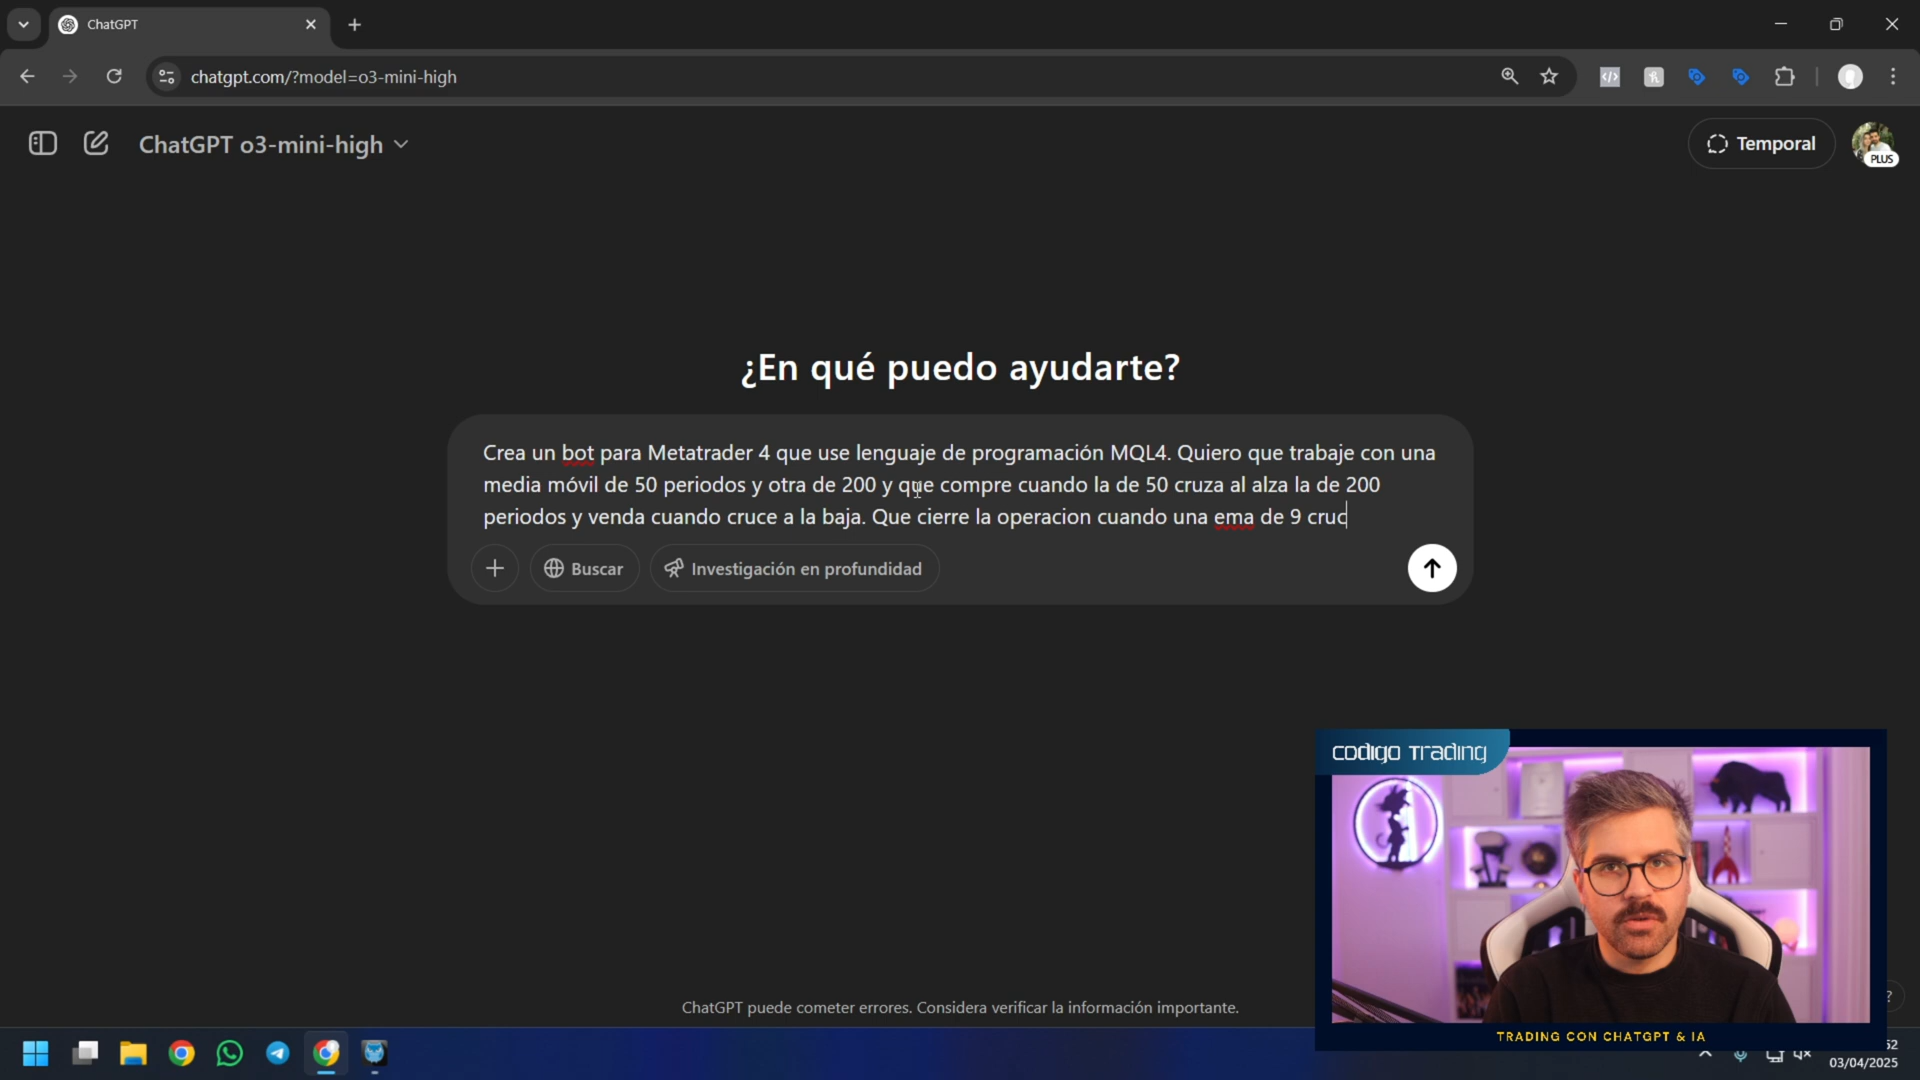 ChatGPT
chatgpt.com/?model=o3-mini-high
ChatGPT o3-mini-high
Temporal
PLUS
¿En qué puedo ayudarte?
Crea un bot para Metatrader 4 que use lenguaje de programación MQL4. Quiero que trabaje con una
media móvil de 50 periodos y otra de 200 y que compre cuando la de 50 cruza al alza la de 200
periodos y venda cuando cruce a la baja. Que cierre la operacion cuando una ema de 9 cruc
Buscar
Investigación en profundidad
codigo Trading
ChatGPT puede cometer errores. Considera verificar la información importante.
?
TRADING CON CHATGPT & IA
52
03/04/2025